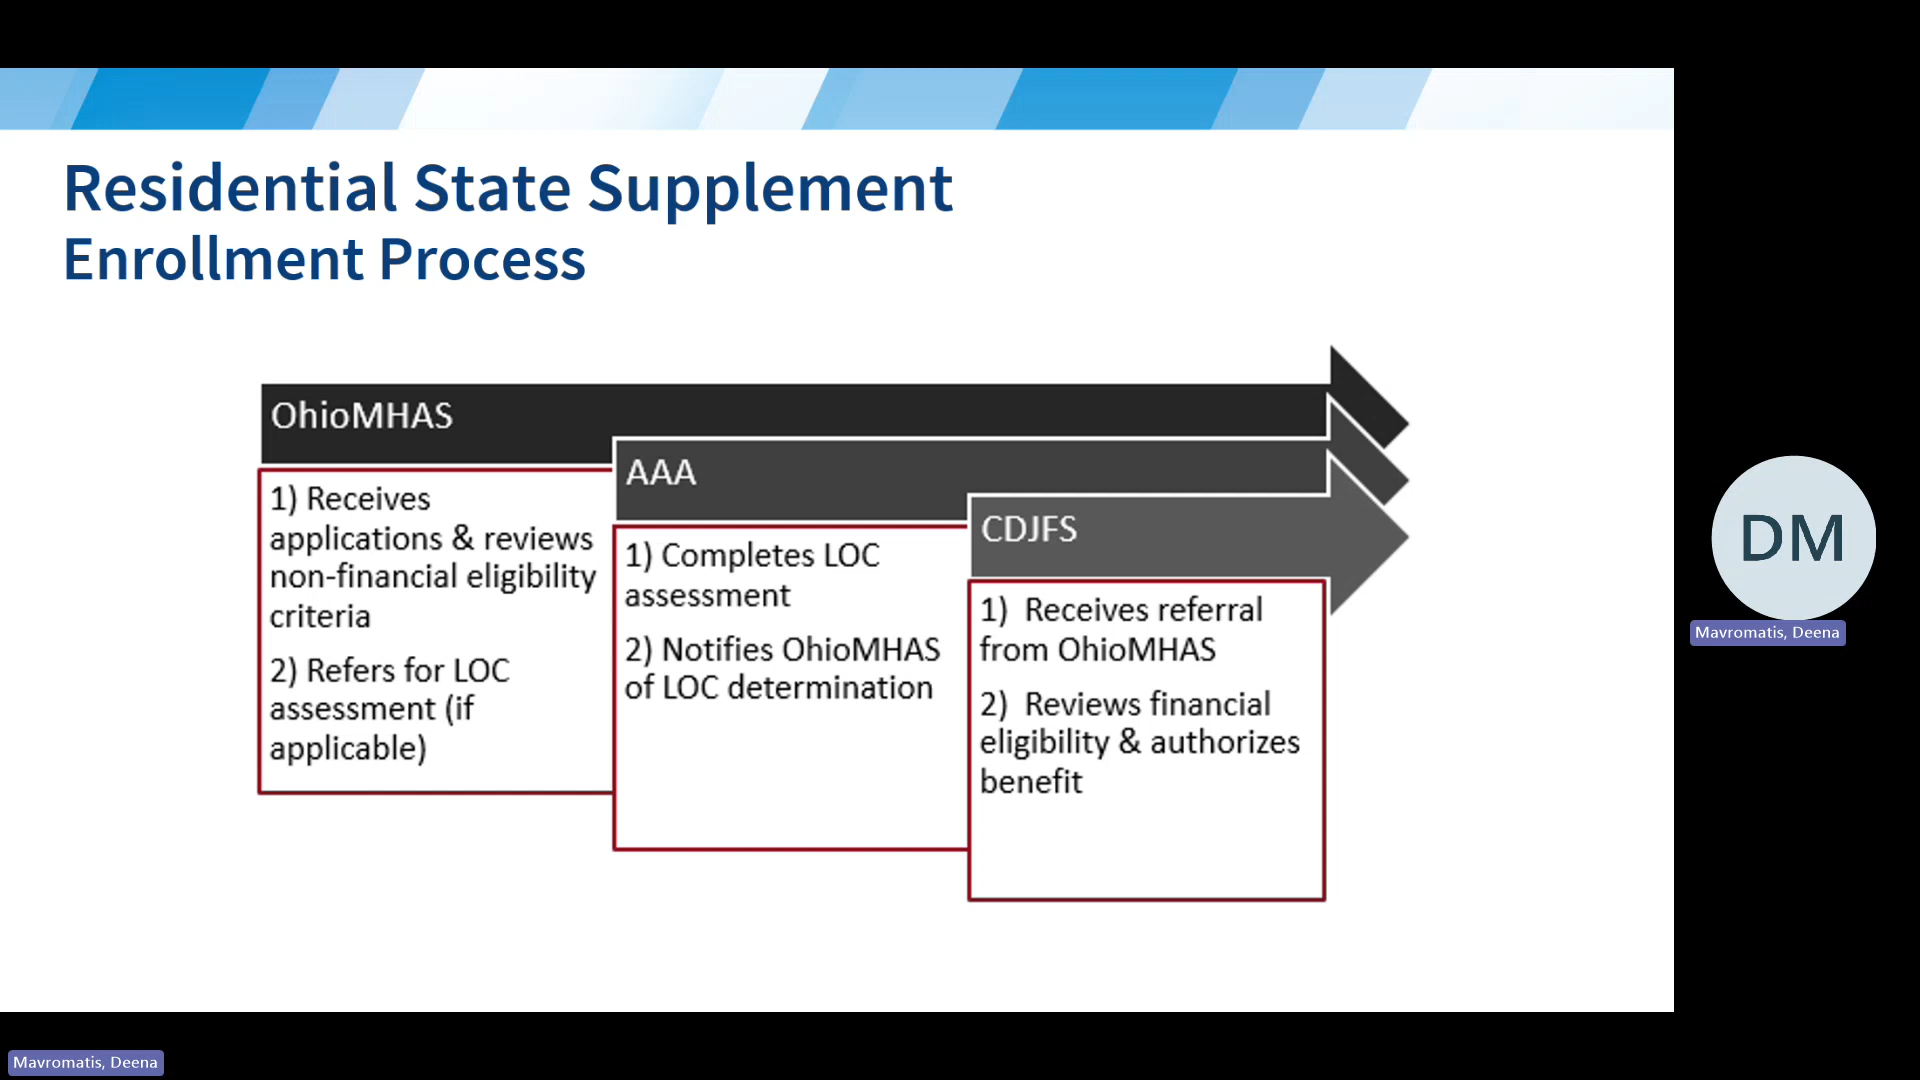 Residential State Supplement
Enrollment Process
OhioMHAS
1) Receives
applications & reviews
non-financial eligibility
criteria
2) Refers for LOC
assessment (if
applicable)
AAA
1) Completes LOC
assessment
2) Notifies OhioMHAS
of LOC determination
CDJFS
1) Receives referral
from OhioMHAS
2) Reviews financial
eligibility & authorizes
benefit
DM
Mavromatis, Deena
Mavromatis, Deena